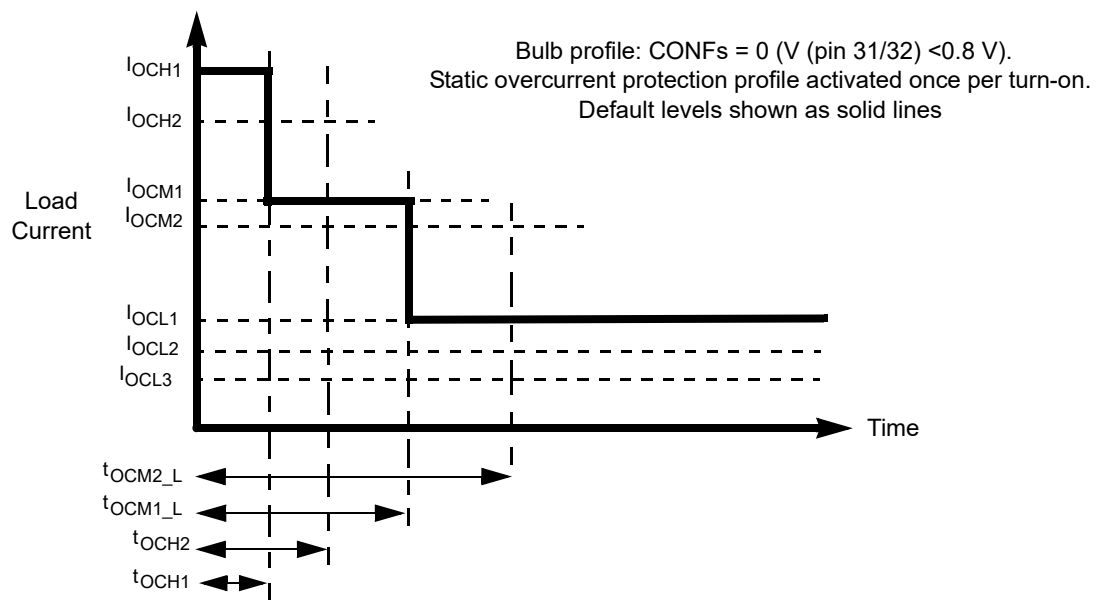 Bulb profile: CONFs = 0 (V (pin 31/32) <0.8 V).
Static overcurrent protection profile activated once per turn-on.
Default levels shown as solid lines
IOCH1
IOCH2
IOCM1
Load
Current
IOCM2
IOCL1
IOCL2
IOCL3
Time
tOCM2_L
tOCM1_L
tOCH2
tOCH1